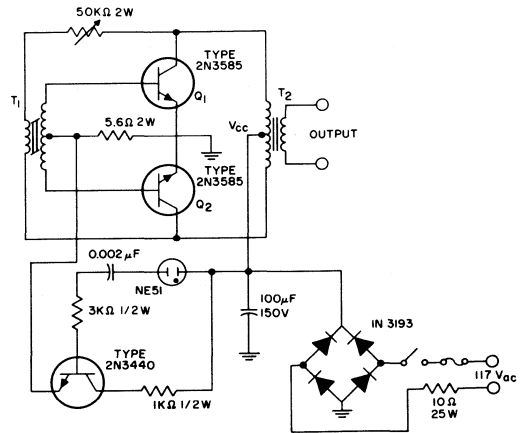 50KΩ 2W
TYPE
2N3585
Q1
T1
T2
5.6Ω 2W
VCC
OUTPUT
TYPE
2N3585
Q2
0.002μF
NE51
3KΩ 1/2W
100μF
150V
IN 3193
TYPE
2N3440
1KΩ 1/2W
117 Vac
10Ω
25W